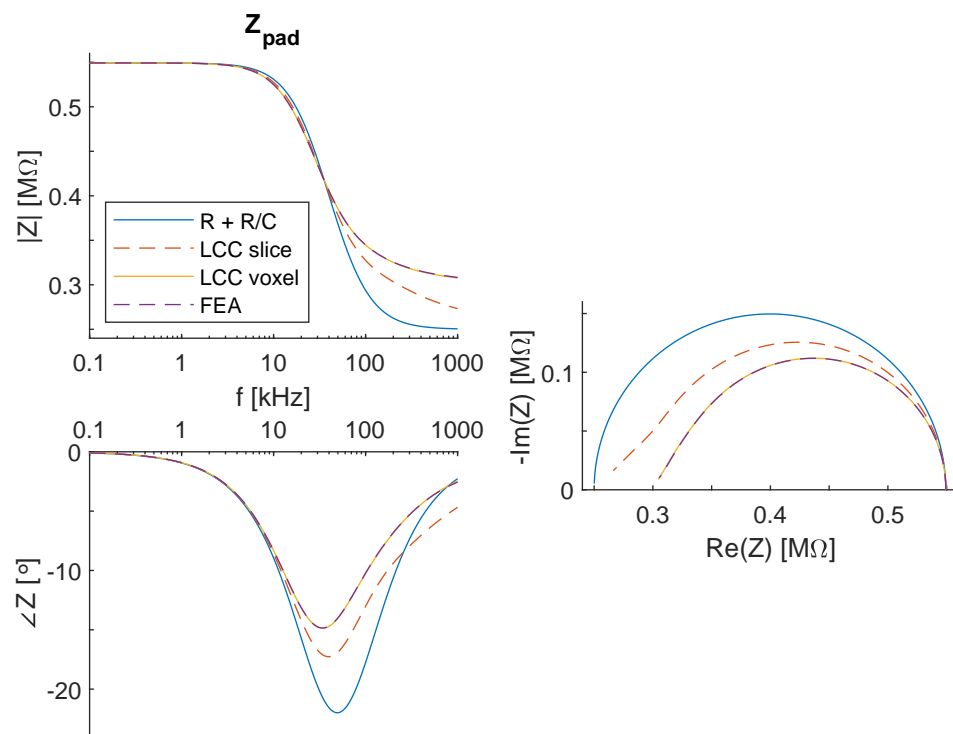 Z_pad
|Z| [MΩ]
0.5
0.4
0.3
R + R/C
LCC slice
LCC voxel
FEA
0.1 1 10 100 1000
f [kHz]
0.1 1 10 100 1000
∠Z [°]
0
-10
-20
-Im(Z) [MΩ]
0.1
0
0.3 0.4 0.5
Re(Z) [MΩ]